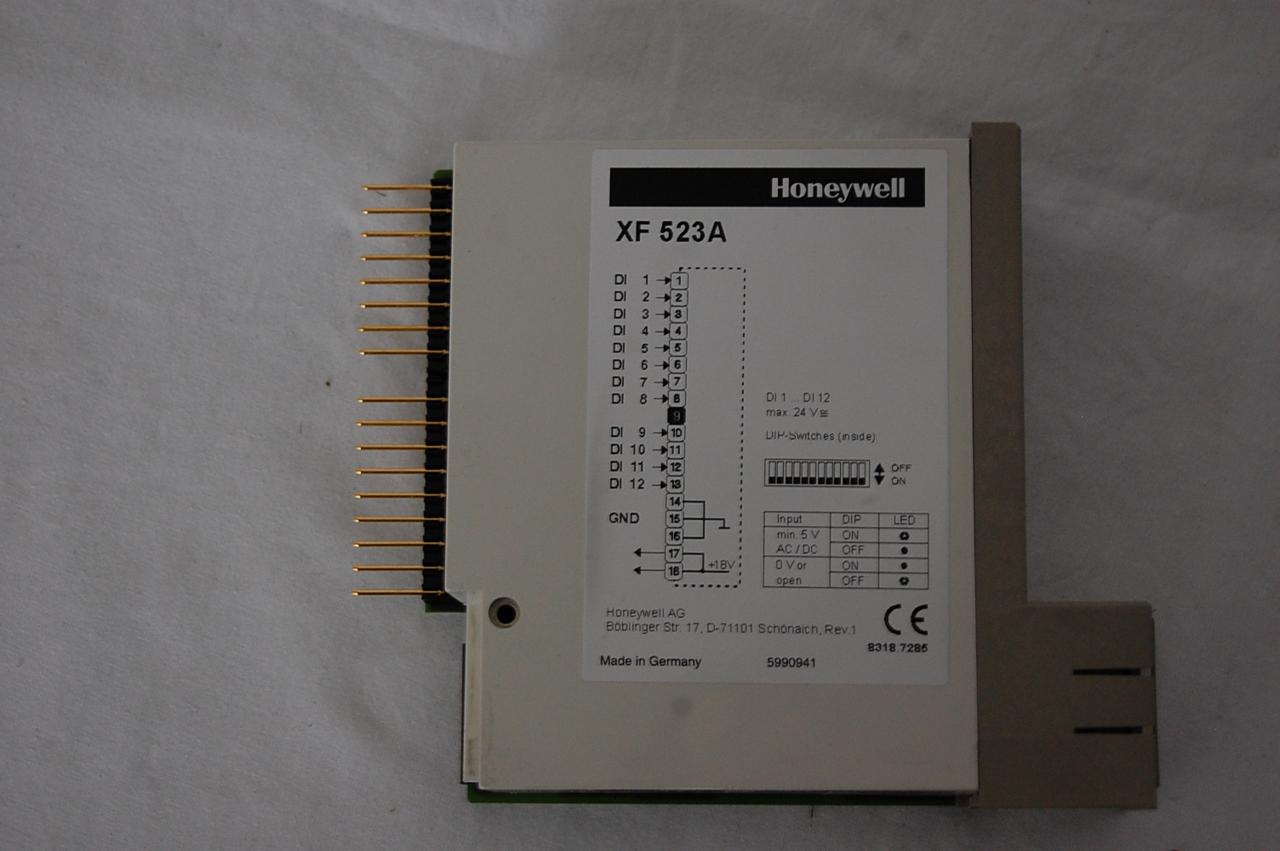 Honeywell
XF 523A
DI 1 1
DI 2 2
DI 3 3
DI 4 4
DI 5 5
DI 6 6
DI 7 7
DI 8 8
9
DI 9 10
DI 10 11
DI 11 12
DI 12 13
14
GND 15
16
17
18
+18V
DI 1 ... DI 12
max. 24 V≅
DIP-Switches (inside)
OFF
ON
Input DIP LED
min. 5 V ON
AC / DC OFF
0 V or ON
open OFF
Honeywell AG
Böblinger Str. 17, D-71101 Schönaich, Rev.1
CE
8318.7285
Made in Germany 5990941